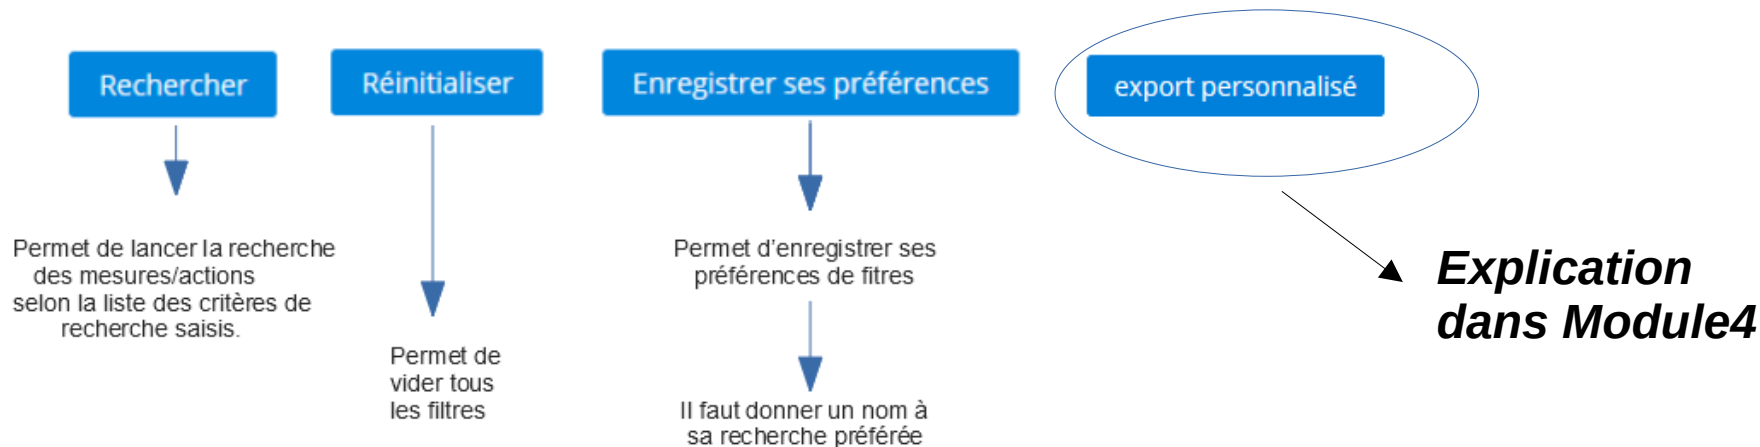 Rechercher
Réinitialiser
Enregistrer ses préférences
export personnalisé
Permet de lancer la recherche
des mesures/actions
selon la liste des critères de
recherche saisis.
Permet de
vider tous
les filtres
Permet d'enregistrer ses
préférences de fitres
Il faut donner un nom à
sa recherche préférée
Explication
dans Module4